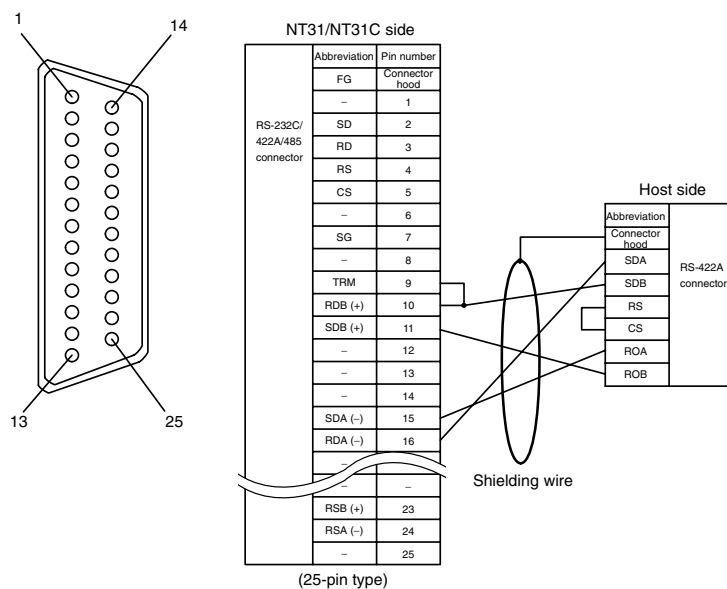 1
14
13
25
NT31/NT31C side
Abbreviation Pin number
RS-232C/
422A/485
connector
FG Connector
hood
– 1
SD 2
RD 3
RS 4
CS 5
– 6
SG 7
– 8
TRM 9
RDB (+) 10
SDB (+) 11
– 12
– 13
– 14
SDA (–) 15
RDA (–) 16
–
– –
RSB (+) 23
RSA (–) 24
– 25
(25-pin type)
Shielding wire
Host side
Abbreviation
Connector
hood
SDA
SDB
RS
CS
ROA
ROB
RS-422A
connector